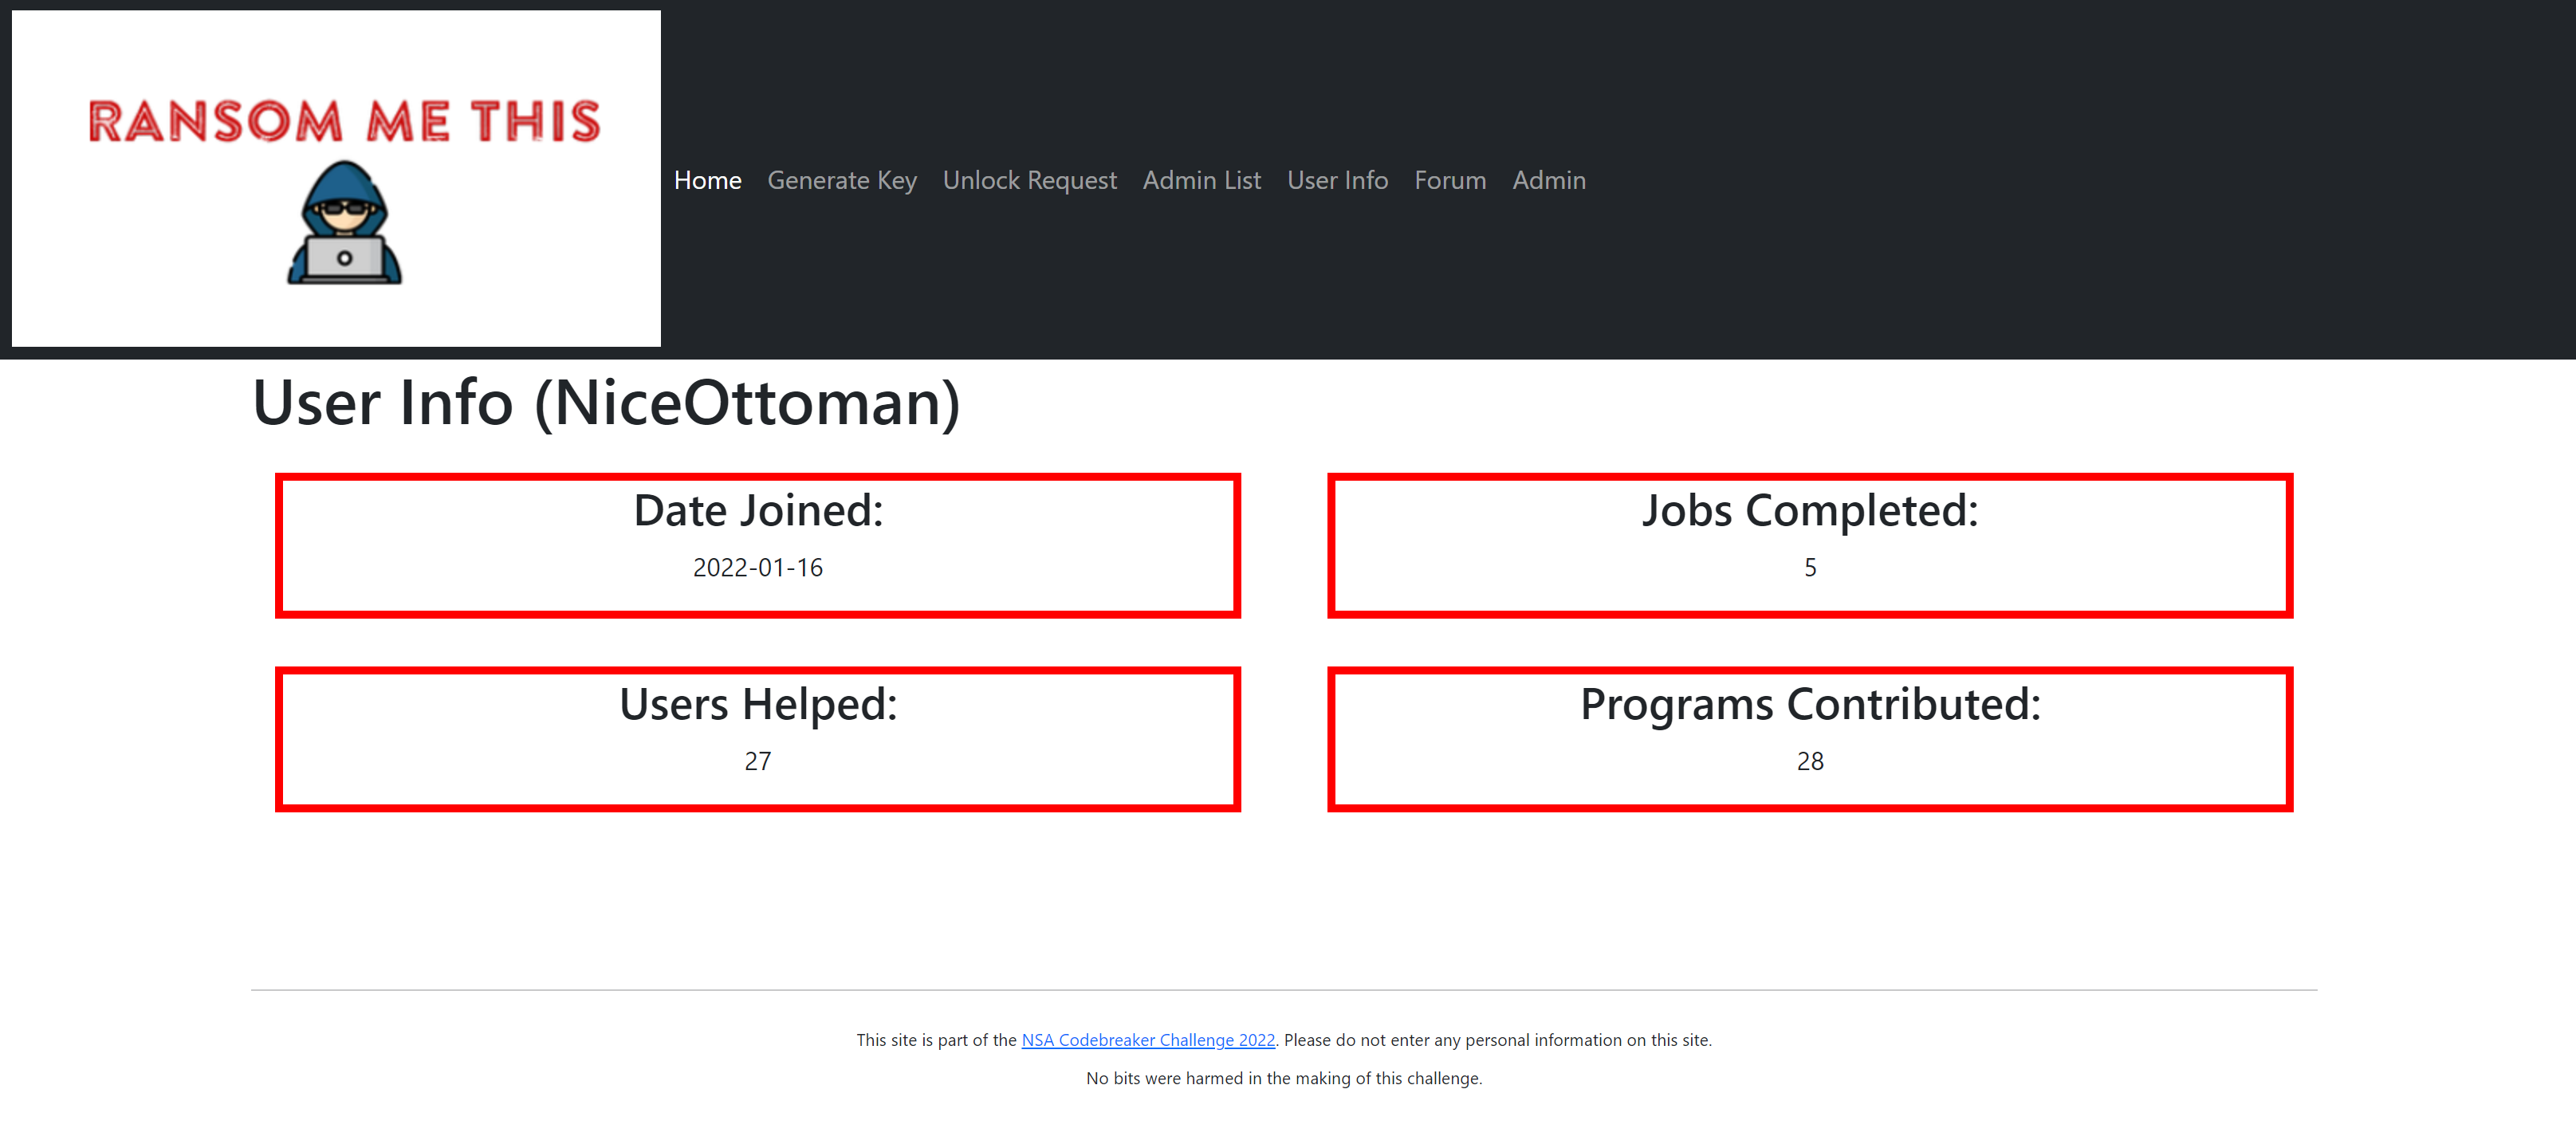 RANSOM ME THIS
Home Generate Key Unlock Request Admin List User Info Forum Admin
User Info (NiceOttoman)
Date Joined:
2022-01-16
Jobs Completed:
5
Users Helped:
27
Programs Contributed:
28
This site is part of the NSA Codebreaker Challenge 2022. Please do not enter any personal information on this site.
No bits were harmed in the making of this challenge.